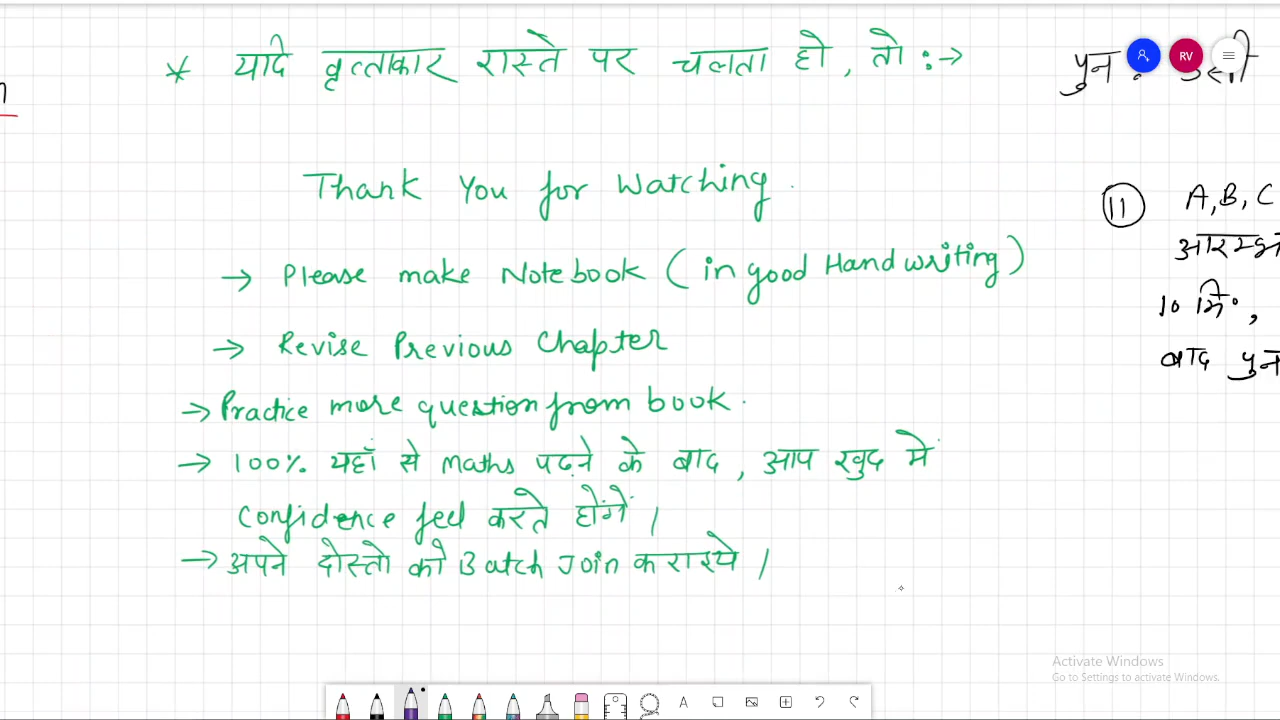 * यदि वृत्ताकार रास्ते पर चलता हो, तो :→
पुन
RV
Thank You for Watching.
→ Please make Notebook (in good Handwriting)
→ Revise Previous Chapter
→ Practice more question from book.
→ 100% यहाँ से maths पढ़ने के बाद, आप खुद में
confidence feel करते होंगें |
→ अपने दोस्तो को Batch Join कराइये |
11 A, B, C
10 मि०,
बाद पुन
Activate Windows
Go to Settings to activate Windows.